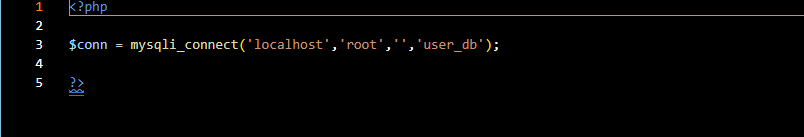 1 <?php
2
3 $conn = mysqli_connect('localhost','root','','user_db');
4
5 ?>